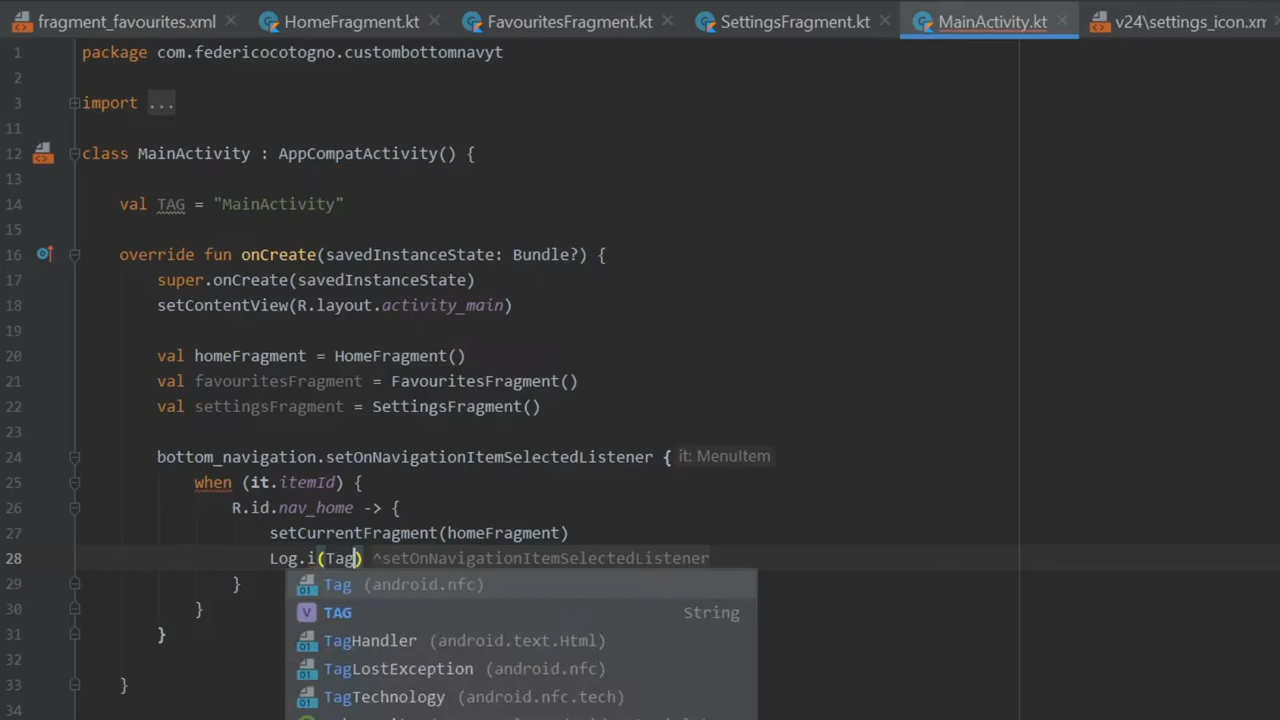 fragment_favourites.xml HomeFragment.kt FavouritesFragment.kt SettingsFragment.kt MainActivity.kt v24\settings_icon.xm
1 package com.federicocotogno.custombottomnavyt
2
3 import ...
11
12 class MainActivity : AppCompatActivity() {
13
14 val TAG = "MainActivity"
15
16 override fun onCreate(savedInstanceState: Bundle?) {
17 super.onCreate(savedInstanceState)
18 setContentView(R.layout.activity_main)
19
20 val homeFragment = HomeFragment()
21 val favouritesFragment = FavouritesFragment()
22 val settingsFragment = SettingsFragment()
23
24 bottom_navigation.setOnNavigationItemSelectedListener { it: MenuItem
25 when (it.itemId) {
26 R.id.nav_home -> {
27 setCurrentFragment(homeFragment)
28 Log.i(Tag) ^setOnNavigationItemSelectedListener
29 }
Tag (android.nfc)
30 }
TAG String
31 }
TagHandler (android.text.Html)
32
TagLostException (android.nfc)
33 }
TagTechnology (android.nfc.tech)
34